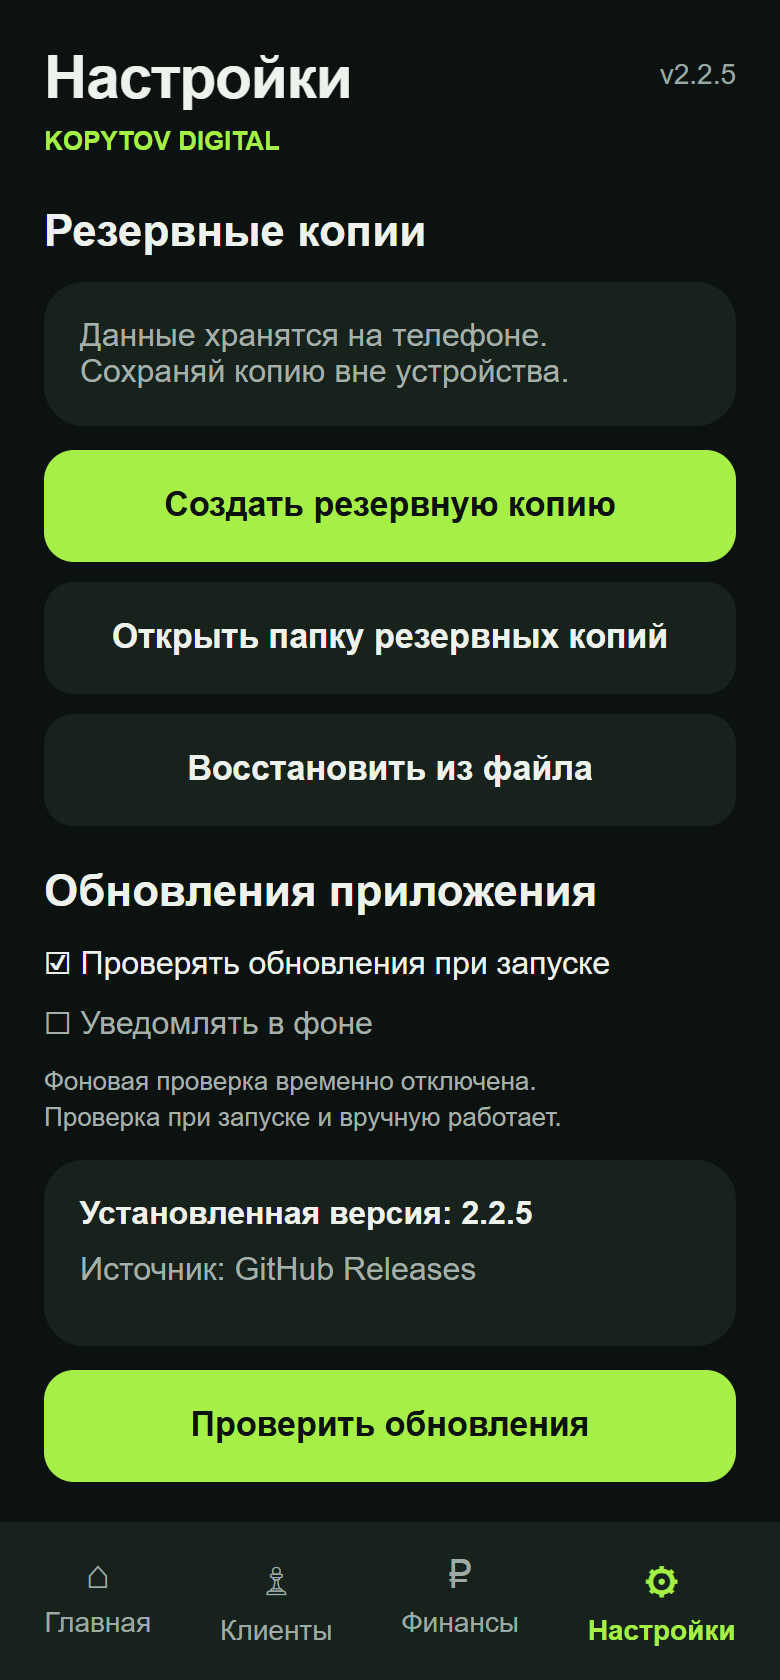 Настройки
v2.2.5
KOPYTOV DIGITAL
Резервные копии
Данные хранятся на телефоне.
Сохраняй копию вне устройства.
Создать резервную копию
Открыть папку резервных копий
Восстановить из файла
Обновления приложения
☑ Проверять обновления при запуске
☐ Уведомлять в фоне
Фоновая проверка временно отключена.
Проверка при запуске и вручную работает.
Установленная версия: 2.2.5
Источник: GitHub Releases
Проверить обновления
₽
Главная
Клиенты
Финансы
Настройки